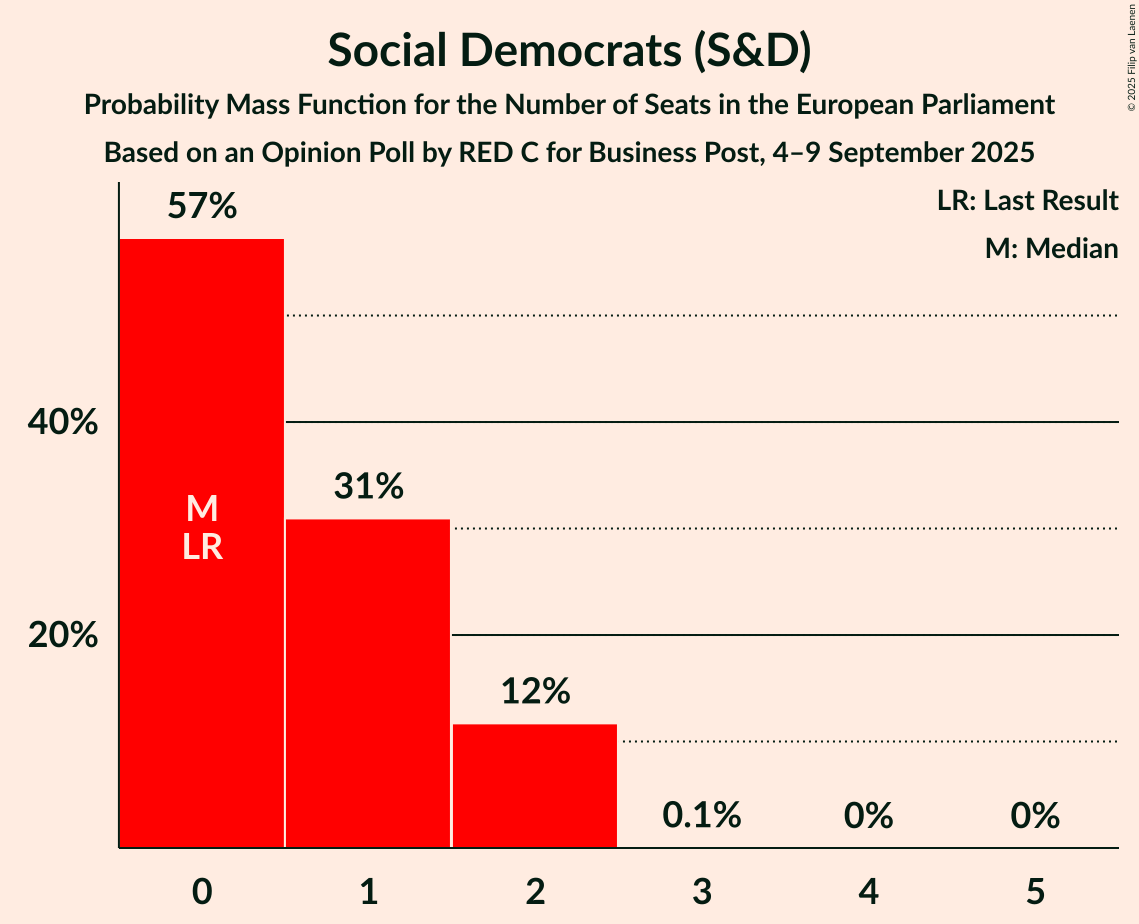 Social Democrats (S&D)
Probability Mass Function for the Number of Seats in the European Parliament
Based on an Opinion Poll by RED C for Business Post, 4–9 September 2025
© 2025 Filip van Laenen
LR: Last Result
M: Median
57%
40%
31%
M
LR
20%
12%
0.1%
0%
0%
0 1 2 3 4 5